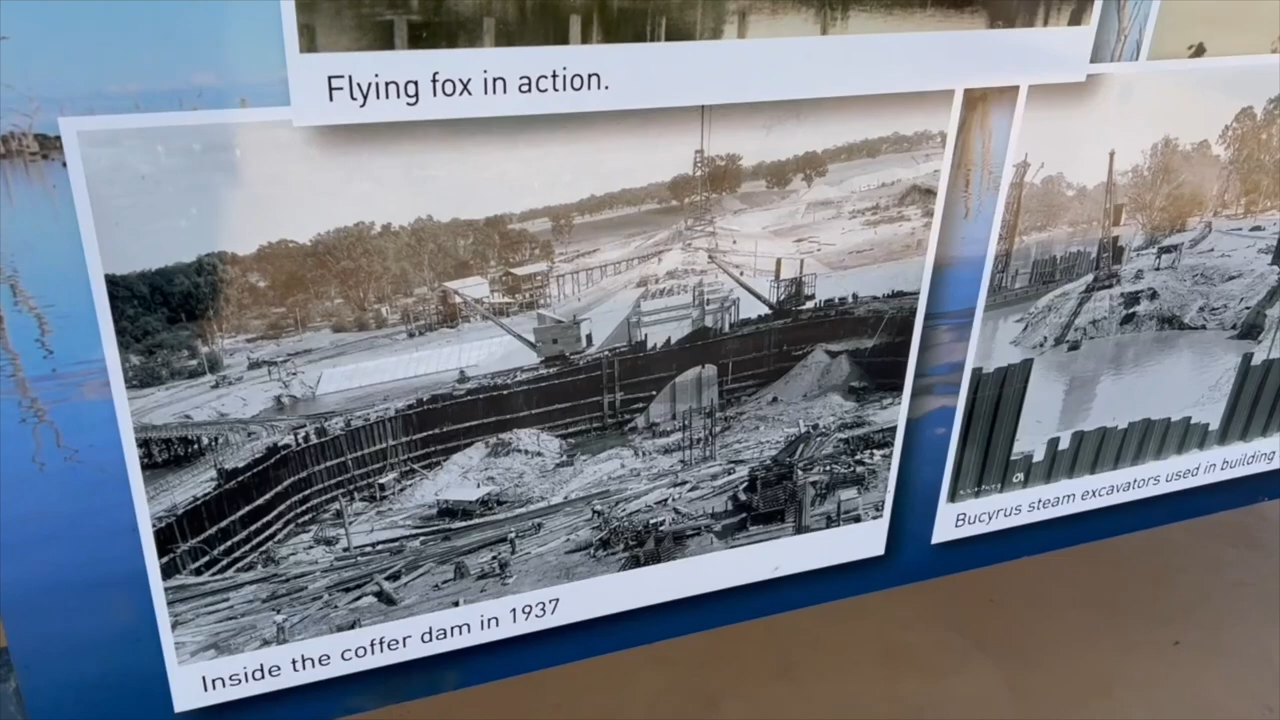 Flying fox in action.
Inside the coffer dam in 1937
Bucyrus steam excavators used in building